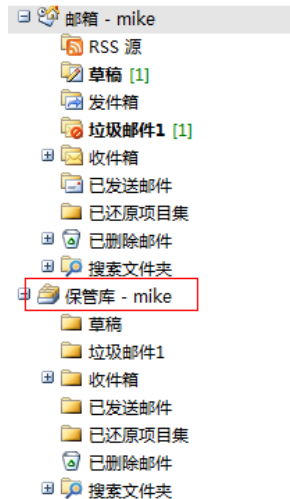 邮箱 - mike
RSS 源
草稿 [1]
发件箱
垃圾邮件1 [1]
收件箱
已发送邮件
已还原项目集
已删除邮件
搜索文件夹
保管库 - mike
草稿
垃圾邮件1
收件箱
已发送邮件
已还原项目集
已删除邮件
搜索文件夹